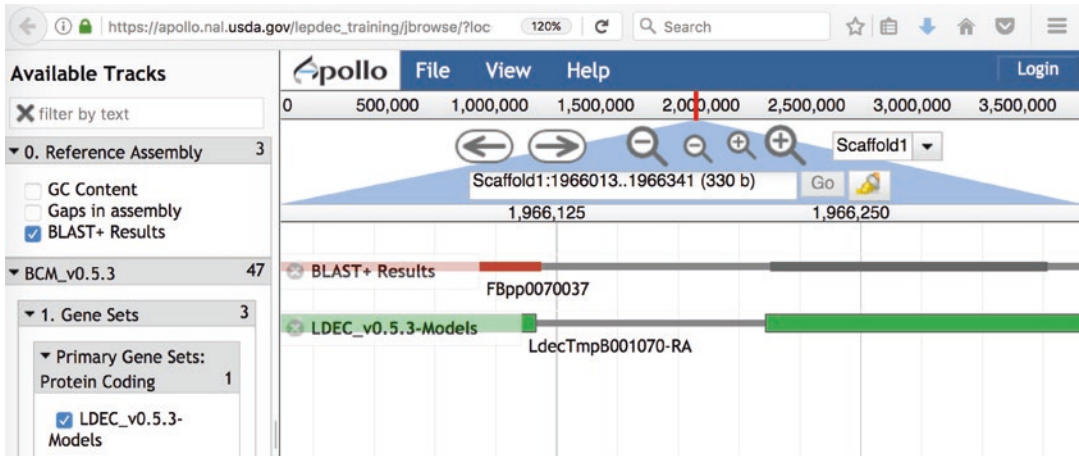 https://apollo.nal.usda.gov/lepdec_training/jbrowse/?loc 120% Search
Available Tracks
filter by text
0. Reference Assembly 3
GC Content
Gaps in assembly
BLAST+ Results
BCM_v0.5.3 47
1. Gene Sets 3
Primary Gene Sets:
Protein Coding 1
LDEC_v0.5.3-
Models
Apollo File View Help Login
0 500,000 1,000,000 1,500,000 2,000,000 2,500,000 3,000,000 3,500,000
Scaffold1
Scaffold1:1966013..1966341 (330 b) Go
1,966,125 1,966,250
BLAST+ Results
FBpp0070037
LDEC_v0.5.3-Models
LdecTmpB001070-RA